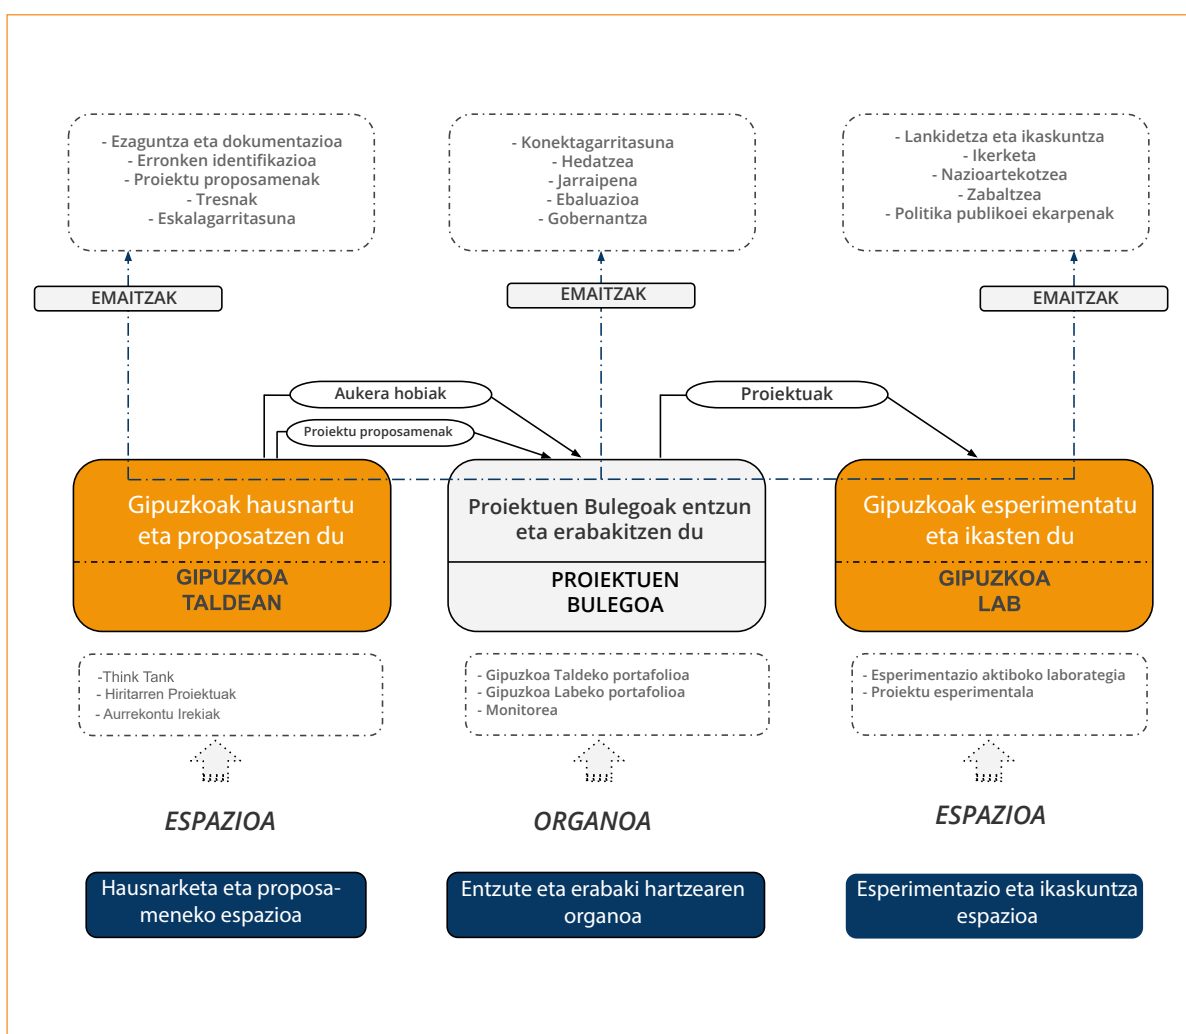 - Ezaguntza eta dokumentazioa
- Erronken identifikazioa
- Proiektu proposamenak
- Tresnak
- Eskalagarritasuna
- Konektagarritasuna
- Hedatzea
- Jarraipena
- Ebaluazioa
- Gobernantza
- Lankidetza eta ikaskuntza
- Ikerketa
- Nazioartekotzea
- Zabaltzea
- Politika publikoei ekarpenak
EMAITZAK
EMAITZAK
EMAITZAK
Aukera hobiak
Proiektu proposamenak
Proiektuak
Gipuzkoak hausnartu
eta proposatzen du
GIPUZKOA
TALDEAN
Proiektuen Bulegoak entzun
eta erabakitzen du
PROIEKTUEN
BULEGOA
Gipuzkoak esperimentatu
eta ikasten du
GIPUZKOA
LAB
-Think Tank
- Hiritarren Proiektuak
- Aurrekontu Irekiak
- Gipuzkoa Taldeko portafolioa
- Gipuzkoa Labeko portafolioa
- Monitorea
- Esperimentazio aktiboko laborategia
- Proiektu esperimentala
ESPAZIOA
ORGANOA
ESPAZIOA
Hausnarketa eta proposa-
meneko espazioa
Entzute eta erabaki hartzearen
organoa
Esperimentazio eta ikaskuntza
espazioa